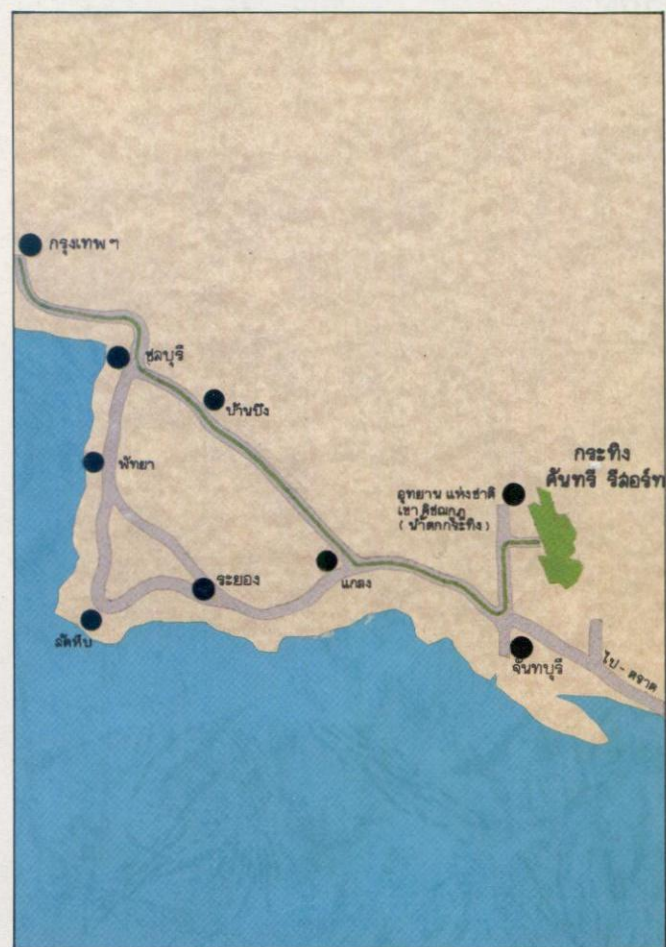 กรุงเทพฯ
ชลบุรี
บ้านบึง
พัทยา
กระทิง
คันทรี รีสอร์ท
อุทยาน แห่งชาติ
เขา คิชฌกูฏ
( น้ำตกกระทิง )
แกลง
ระยอง
สัตหีบ
จันทบุรี
ไป - ตราด